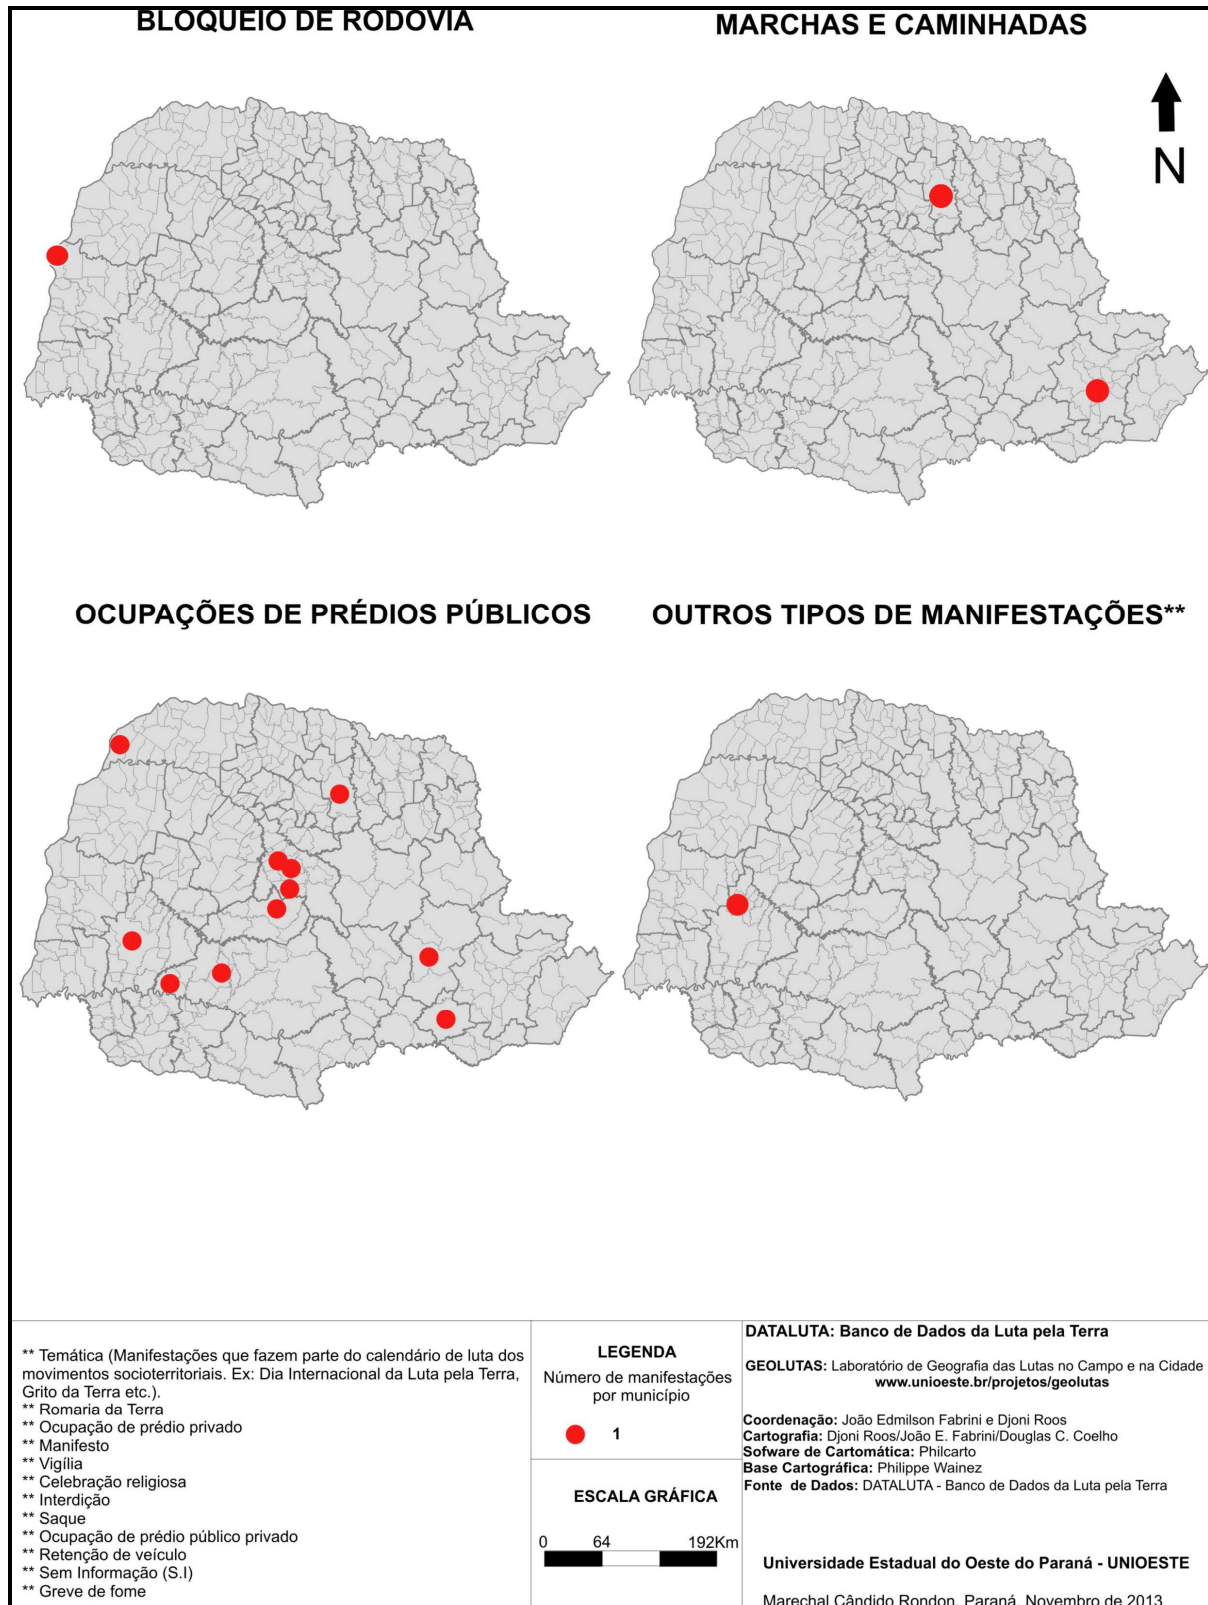 BLOQUEIO DE RODOVIA
MARCHAS E CAMINHADAS
N
OCUPAÇÕES DE PRÉDIOS PÚBLICOS
OUTROS TIPOS DE MANIFESTAÇÕES**
** Temática (Manifestações que fazem parte do calendário de luta dos
movimentos socioterritoriais. Ex: Dia Internacional da Luta pela Terra,
Grito da Terra etc.).
** Romaria da Terra
** Ocupação de prédio privado
** Manifesto
** Vigília
** Celebração religiosa
** Interdição
** Saque
** Ocupação de prédio público privado
** Retenção de veículo
** Sem Informação (S.I)
** Greve de fome
LEGENDA
Número de manifestações
por município
1
ESCALA GRÁFICA
0 64 192Km
DATALUTA: Banco de Dados da Luta pela Terra
GEOLUTAS: Laboratório de Geografia das Lutas no Campo e na Cidade
www.unioeste.br/projetos/geolutas
Coordenação: João Edmilson Fabrini e Djoni Roos
Cartografia: Djoni Roos/João E. Fabrini/Douglas C. Coelho
Sofware de Cartomática: Philcarto
Base Cartográfica: Philippe Wainez
Fonte de Dados: DATALUTA - Banco de Dados da Luta pela Terra
Universidade Estadual do Oeste do Paraná - UNIOESTE
Marechal Cândido Rondon, Paraná, Novembro de 2013